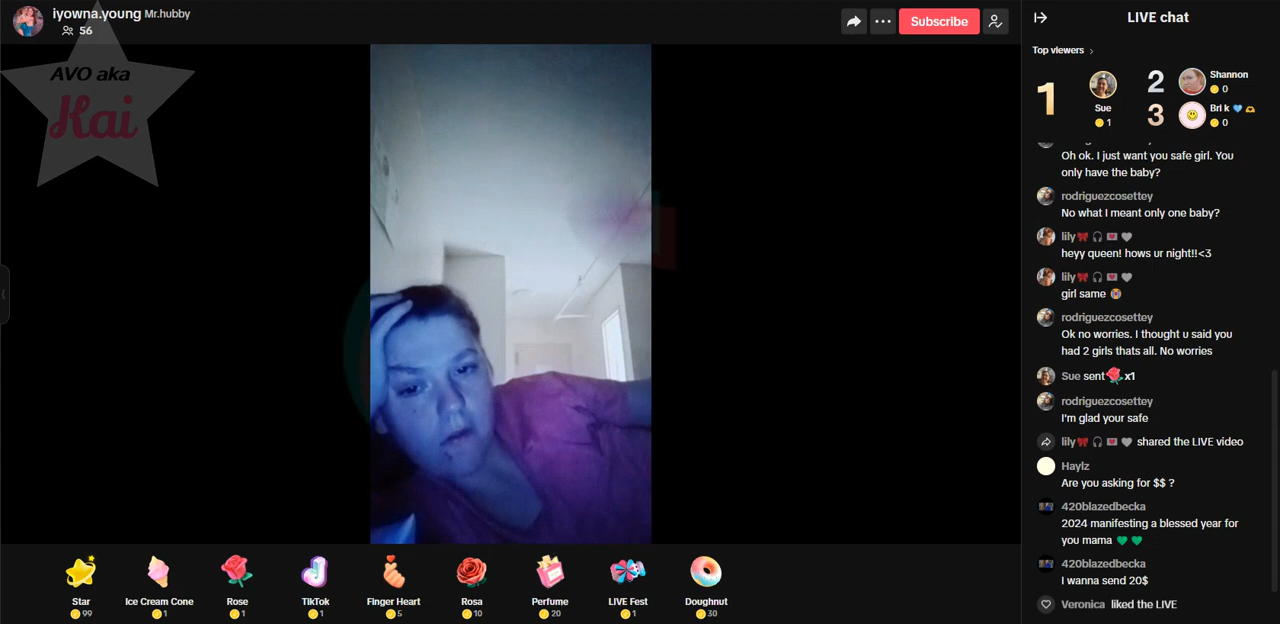 iyowna.young Mr.hubby
56
Subscribe
AVO aka
Kai
LIVE chat
Top viewers
1
Sue
1
2
Shannon
0
3
Bri k 💙 🫶
0
Oh ok. I just want you safe girl. You
only have the baby?
rodriguezcosettey
No what I meant only one baby?
lily🎀 🎧 💌 🤍
heyy queen! hows ur night!!<3
lily🎀 🎧 💌 🤍
girl same 😭
rodriguezcosettey
Ok no worries. I thought u said you
had 2 girls thats all. No worries
Sue sent🌹x1
rodriguezcosettey
I'm glad your safe
lily🎀 🎧 💌 🤍 shared the LIVE video
Haylz
Are you asking for $$ ?
420blazedbecka
2024 manifesting a blessed year for
you mama 💚 💚
420blazedbecka
I wanna send 20$
Veronica liked the LIVE
Star
99
Ice Cream Cone
1
Rose
1
TikTok
1
Finger Heart
5
Rosa
10
Perfume
20
LIVE Fest
1
Doughnut
30